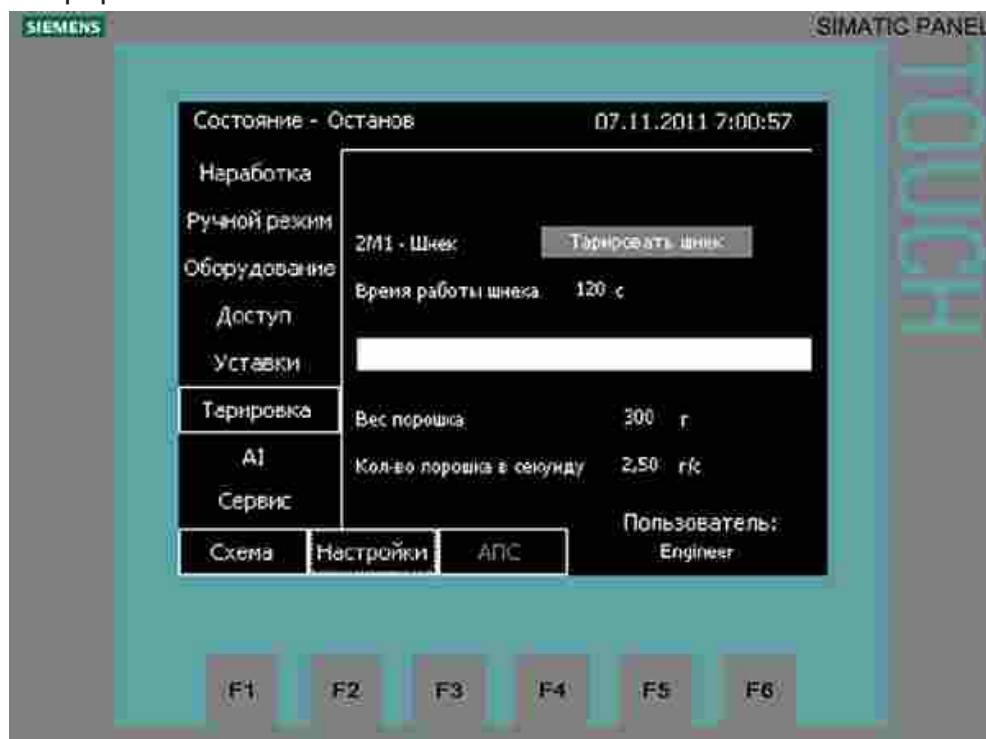 SIEMENS
SIMATIC PANEL
TOUCH
Состояние - Останов
07.11.2011 7:00:57
Наработка
Ручной режим
Оборудование
Доступ
Уставки
Тарировка
AI
Сервис
2М1 - Шнек
Тарировать шнек
Время работы шнека 120 с
Вес порошка 300 г
Кол-во порошка в секунду 2,50 г/с
Пользователь:
Engineer
Схема
Настройки
АПС
F1 F2 F3 F4 F5 F6